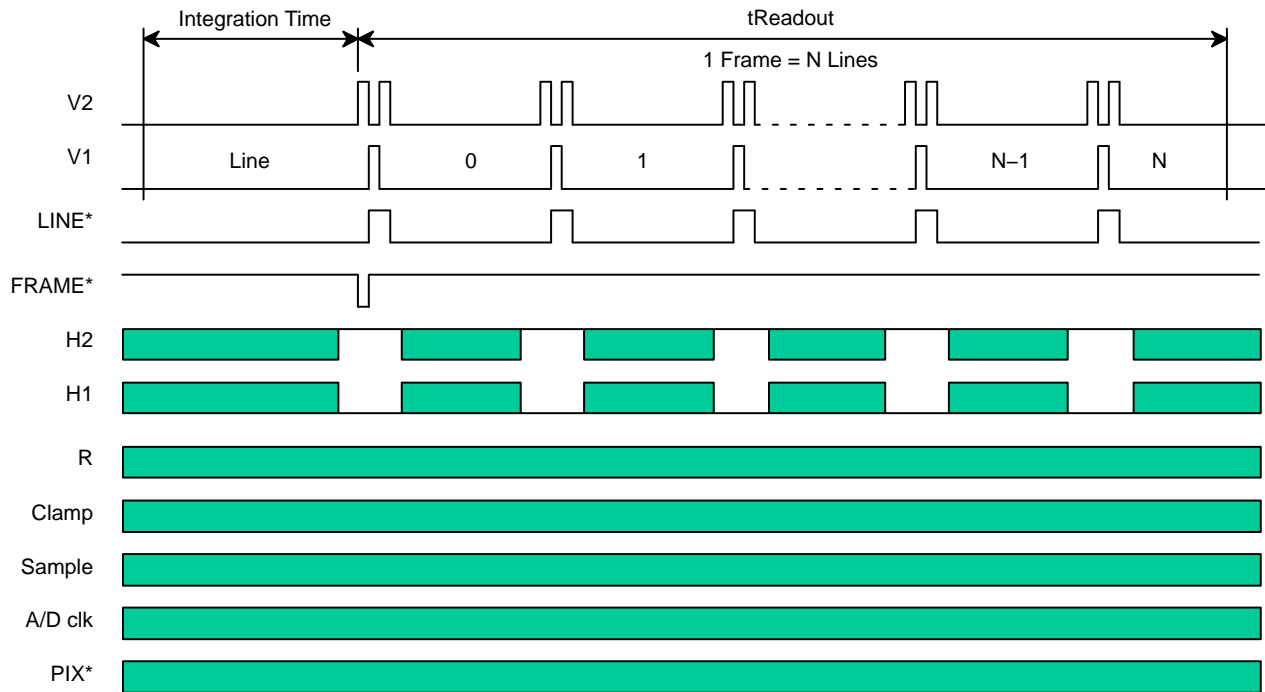 Integration Time
tReadout
1 Frame = N Lines
V2
V1
Line
0
1
N−1
N
LINE*
FRAME*
H2
H1
R
Clamp
Sample
A/D clk
PIX*